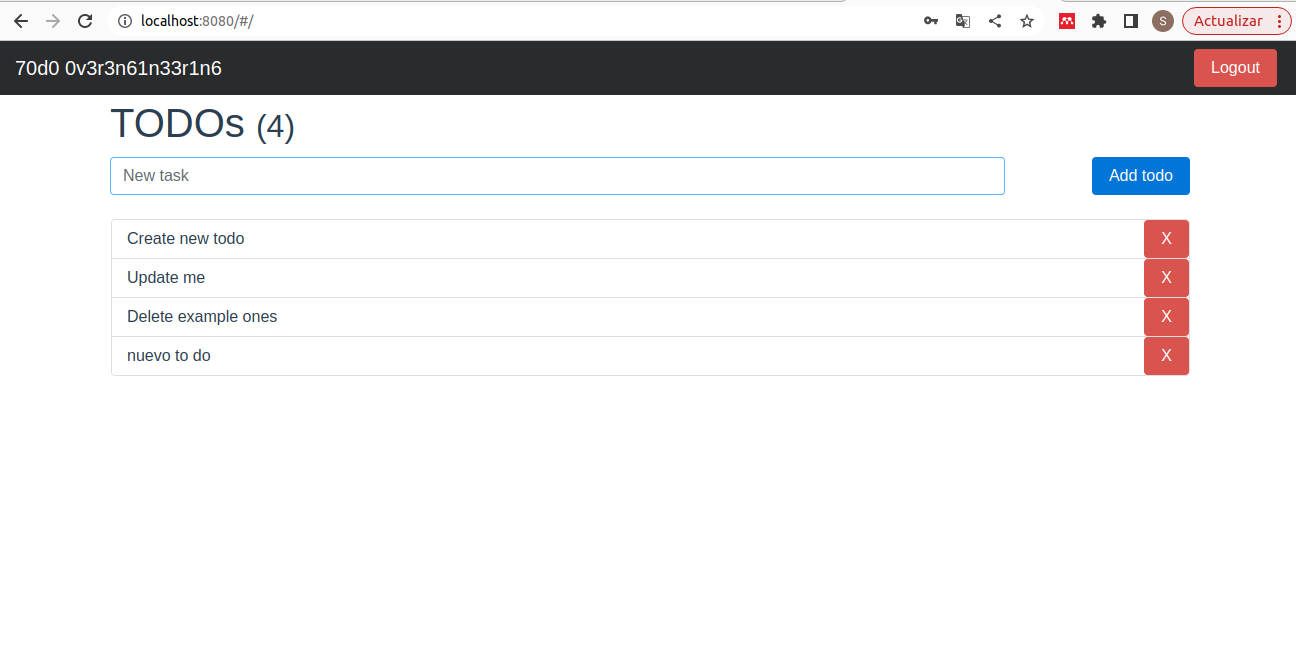 localhost:8080/#/
S
Actualizar
70d0 0v3r3n61n33r1n6
Logout
TODOs (4)
New task
Add todo
Create new todo
X
Update me
X
Delete example ones
X
nuevo to do
X